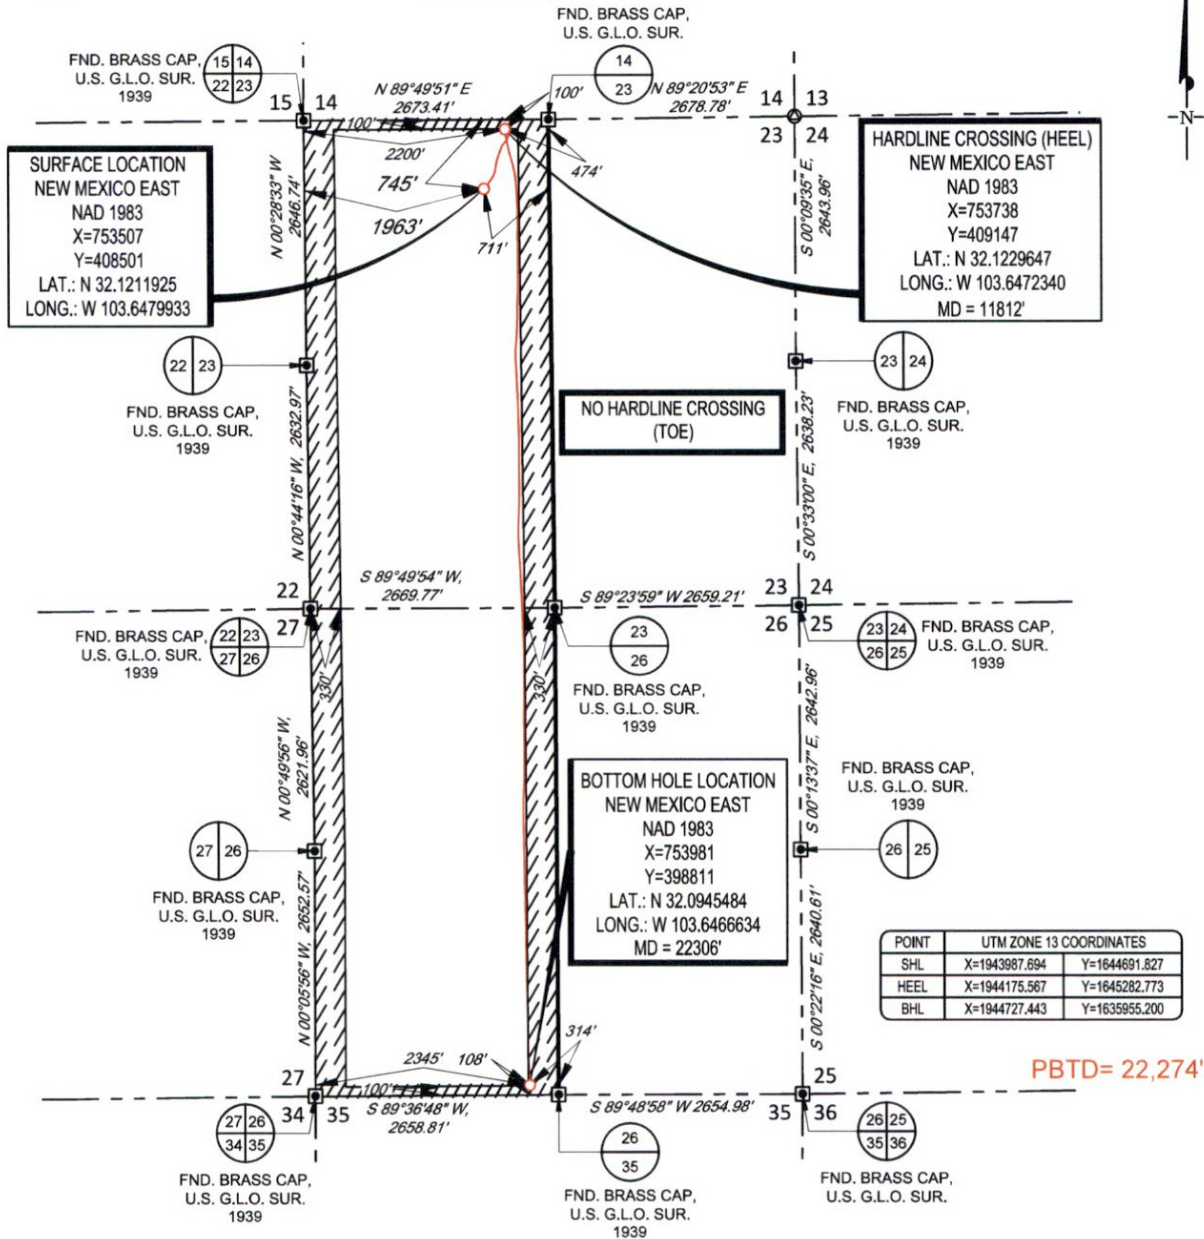 FND. BRASS CAP,
U.S. G.L.O. SUR.
14
23
FND. BRASS CAP,
U.S. G.L.O. SUR.
1939
15 14
22 23
15 14
N 89°49'51" E
2673.41'
100'
N 89°20'53" E
2678.78'
14 13
23 24
N
100'
2200'
745'
1963'
474'
711'
SURFACE LOCATION
NEW MEXICO EAST
NAD 1983
X=753507
Y=408501
LAT.: N 32.1211925
LONG.: W 103.6479933
N 00°28'33" W
2646.74'
S 00°09'35" E,
2643.96'
HARDLINE CROSSING (HEEL)
NEW MEXICO EAST
NAD 1983
X=753738
Y=409147
LAT.: N 32.1229647
LONG.: W 103.6472340
MD = 11812'
22 23
FND. BRASS CAP,
U.S. G.L.O. SUR.
1939
23 24
FND. BRASS CAP,
U.S. G.L.O. SUR.
1939
NO HARDLINE CROSSING
(TOE)
N 00°44'16" W, 2632.97'
S 00°33'00" E, 2638.23'
22
27
S 89°49'54" W,
2669.77'
S 89°23'59" W 2659.21'
23 24
26 25
FND. BRASS CAP,
U.S. G.L.O. SUR.
1939
22 23
27 26
330'
330'
23
26
FND. BRASS CAP,
U.S. G.L.O. SUR.
1939
23 24
26 25
FND. BRASS CAP,
U.S. G.L.O. SUR.
1939
N 00°49'56" W,
2621.96'
S 00°13'37" E, 2642.96'
BOTTOM HOLE LOCATION
NEW MEXICO EAST
NAD 1983
X=753981
Y=398811
LAT.: N 32.0945484
LONG.: W 103.6466634
MD = 22306'
FND. BRASS CAP,
U.S. G.L.O. SUR.
1939
26 25
27 26
FND. BRASS CAP,
U.S. G.L.O. SUR.
1939
N 00°05'56" W, 2652.57'
S 00°22'16" E, 2640.61'
POINT UTM ZONE 13 COORDINATES
SHL X=1943987.694 Y=1644691.827
HEEL X=1944175.567 Y=1645282.773
BHL X=1944727.443 Y=1635955.200
314'
2345' 108'
100'
27
34 35
S 89°36'48" W,
2658.81'
S 89°48'58" W 2654.98'
25
35 36
PBTD= 22,274'
27 26
34 35
FND. BRASS CAP,
U.S. G.L.O. SUR.
1939
26
35
FND. BRASS CAP,
U.S. G.L.O. SUR.
1939
26 25
35 36
FND. BRASS CAP,
U.S. G.L.O. SUR.